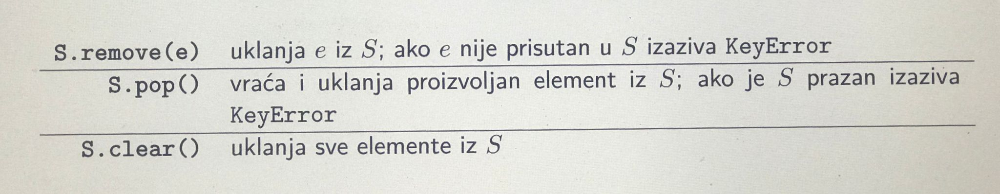 S.remove(e) uklanja e iz S; ako e nije prisutan u S izaziva KeyError
S.pop() vraća i uklanja proizvoljan element iz S; ako je S prazan izaziva
KeyError
S.clear() uklanja sve elemente iz S